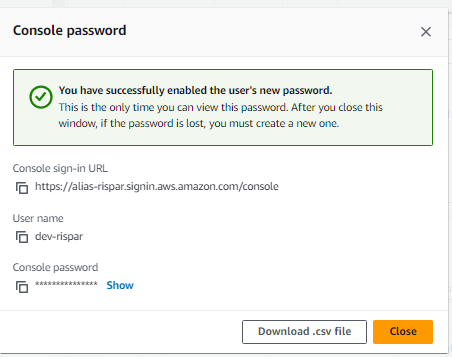 Console password
You have successfully enabled the user's new password.
This is the only time you can view this password. After you close this
window, if the password is lost, you must create a new one.
Console sign-in URL
https://alias-rispar.signin.aws.amazon.com/console
User name
dev-rispar
Console password
*************** Show
Download .csv file
Close